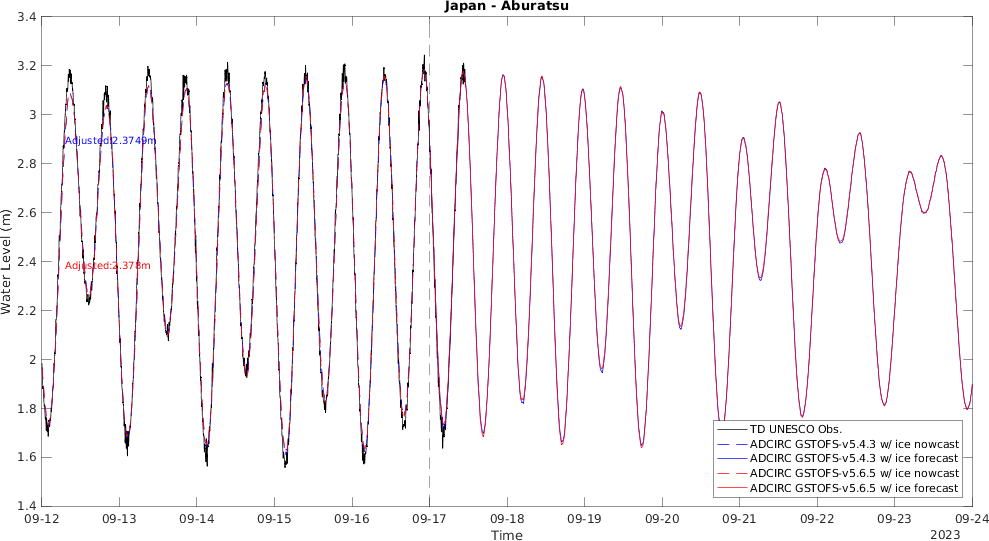 Japan - Aburatsu
3.4
3.2
3
2.8
2.6
2.4
2.2
2
1.8
1.6
1.4
Water Level (m)
Adjusted:2.3749m
Adjusted:2.378m
TD UNESCO Obs.
ADCIRC GSTOFS-v5.4.3 w/ ice nowcast
ADCIRC GSTOFS-v5.4.3 w/ ice forecast
ADCIRC GSTOFS-v5.6.5 w/ ice nowcast
ADCIRC GSTOFS-v5.6.5 w/ ice forecast
09-12 09-13 09-14 09-15 09-16 09-17 09-18 09-19 09-20 09-21 09-22 09-23 09-24
Time
2023